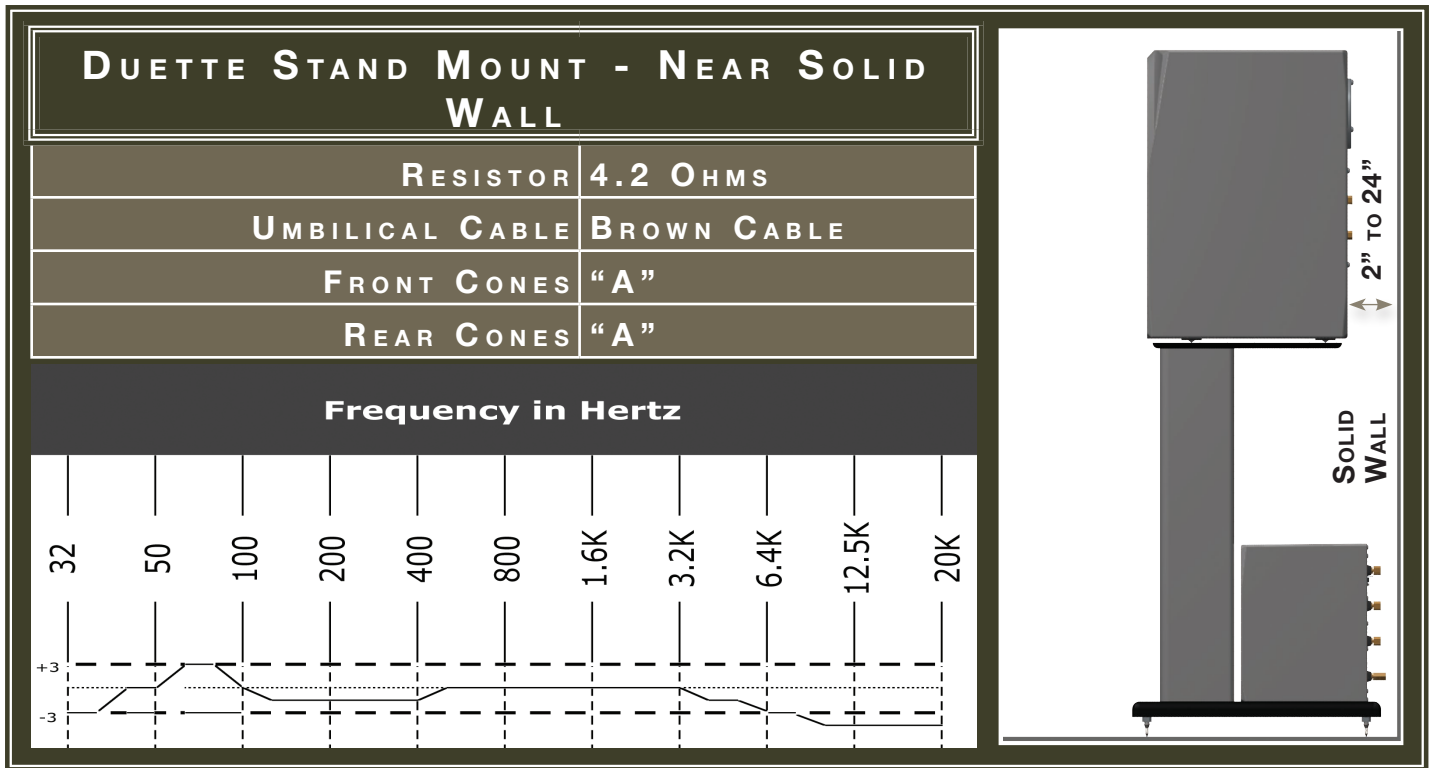 Duette Stand Mount - Near Solid
Wall
Resistor 4.2 Ohms
Umbilical Cable Brown Cable
Front Cones “A”
Rear Cones “A”
Frequency in Hertz
32 50 100 200 400 800 1.6K 3.2K 6.4K 12.5K 20K
+3
-3
2” to 24”
Solid
Wall